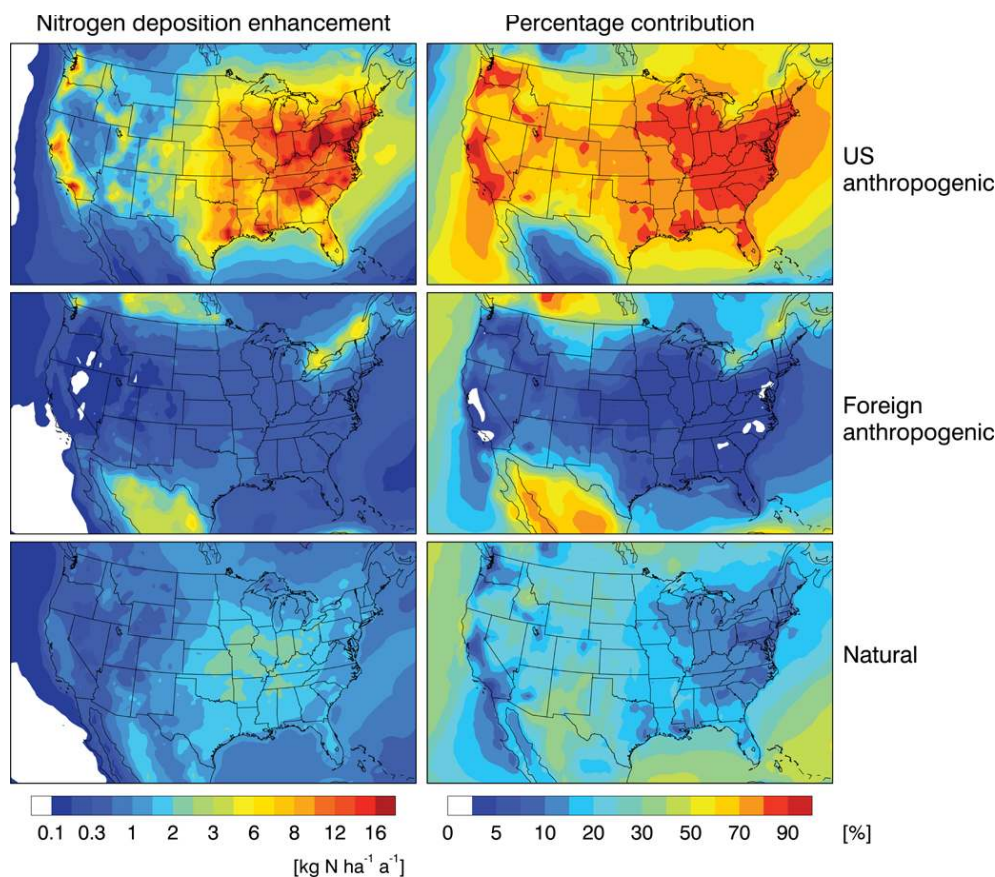 Nitrogen deposition enhancement
Percentage contribution
US
anthropogenic
Foreign
anthropogenic
Natural
0.1 0.3 1 2 3 6 8 12 16
[kg N ha⁻¹ a⁻¹]
0 5 10 20 30 50 70 90 [%]